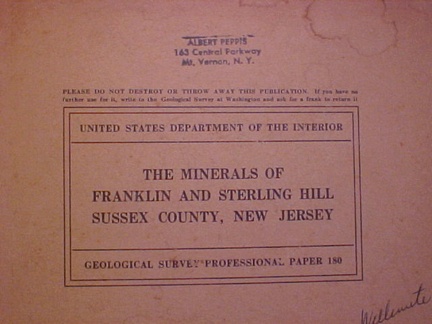 ALBERT PEPPIS
163 Central Parkway
Mt. Vernon, N. Y.
PLEASE DO NOT DESTROY OR THROW AWAY THIS PUBLICATION. If you have no
further use for it, write to the Geological Survey at Washington and ask for a frank to return it
UNITED STATES DEPARTMENT OF THE INTERIOR
THE MINERALS OF
FRANKLIN AND STERLING HILL
SUSSEX COUNTY, NEW JERSEY
GEOLOGICAL SURVEY PROFESSIONAL PAPER 180
Willemite